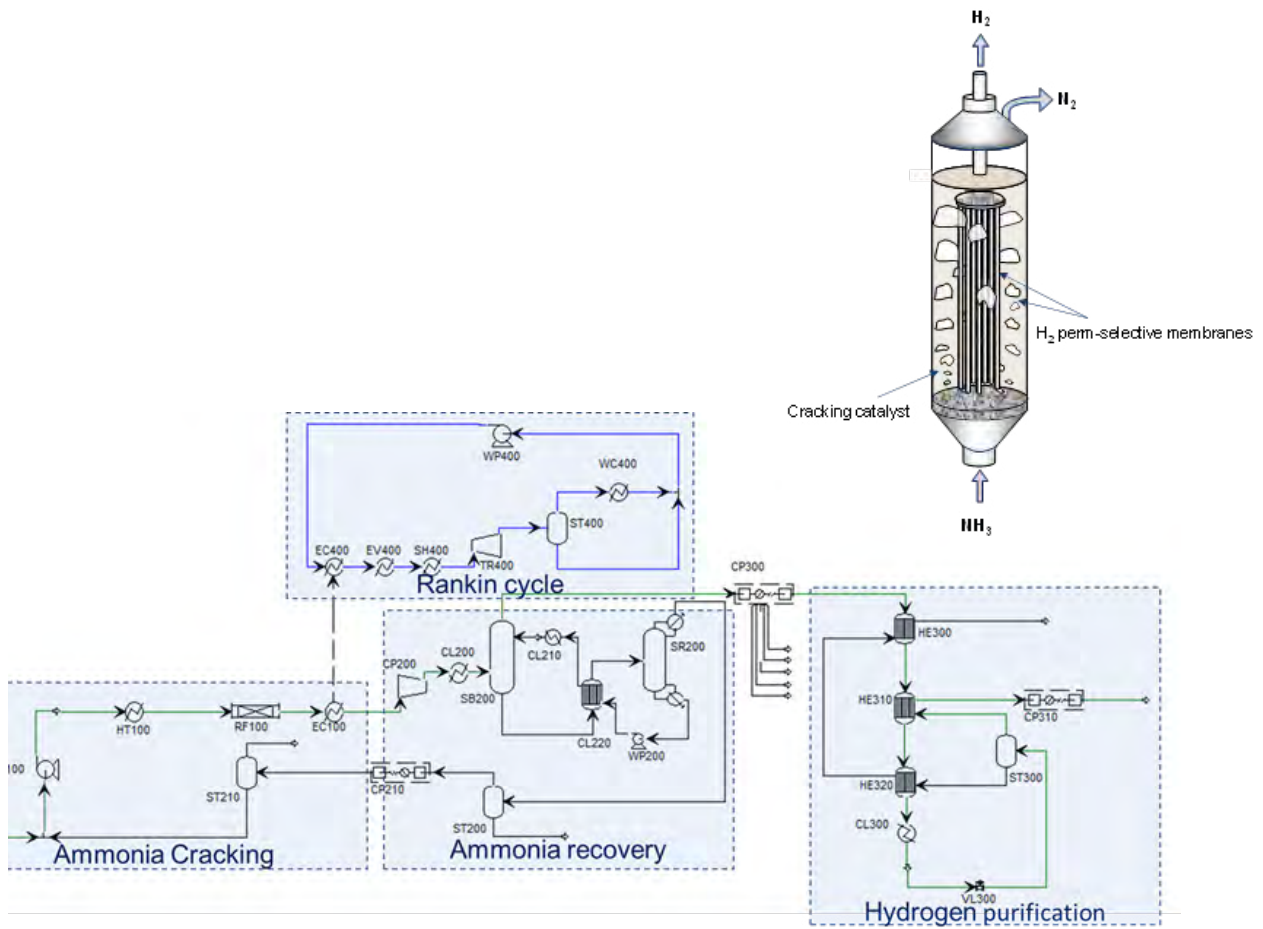 H2
N2
H2 perm-selective membranes
Cracking catalyst
NH3
WP400
WC400
ST400
EC400
EV400
SH400
TR400
Rankin cycle
CP300
SR200
HE300
CL210
CL200
CP200
SB200
HE310
CP310
HT100
RF100
EC100
CL220
WP200
ST300
100
ST210
CP210
HE320
CL300
ST200
Ammonia Cracking
Ammonia recovery
VL300
Hydrogen purification